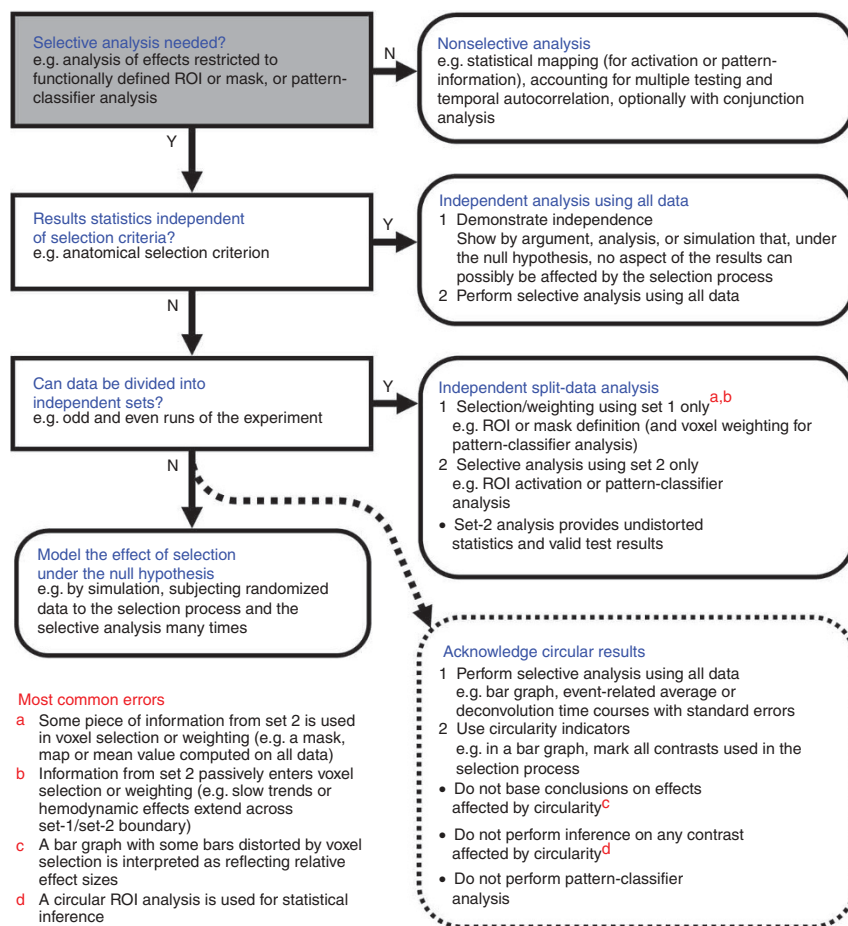 Selective analysis needed?
e.g. analysis of effects restricted to
functionally defined ROI or mask, or pattern-
classifier analysis
N
Nonselective analysis
e.g. statistical mapping (for activation or pattern-
information), accounting for multiple testing and
temporal autocorrelation, optionally with conjunction
analysis
Y
Results statistics independent
of selection criteria?
e.g. anatomical selection criterion
Y
Independent analysis using all data
1 Demonstrate independence
Show by argument, analysis, or simulation that, under
the null hypothesis, no aspect of the results can
possibly be affected by the selection process
2 Perform selective analysis using all data
N
Can data be divided into
independent sets?
e.g. odd and even runs of the experiment
Y
Independent split-data analysis
1 Selection/weighting using set 1 only a,b
e.g. ROI or mask definition (and voxel weighting for
pattern-classifier analysis)
2 Selective analysis using set 2 only
e.g. ROI activation or pattern-classifier
analysis
• Set-2 analysis provides undistorted
statistics and valid test results
N
Model the effect of selection
under the null hypothesis
e.g. by simulation, subjecting randomized
data to the selection process and the
selective analysis many times
Acknowledge circular results
1 Perform selective analysis using all data
e.g. bar graph, event-related average or
deconvolution time courses with standard errors
2 Use circularity indicators
e.g. in a bar graph, mark all contrasts used in the
selection process
• Do not base conclusions on effects
affected by circularity c
• Do not perform inference on any contrast
affected by circularity d
• Do not perform pattern-classifier
analysis
Most common errors
a Some piece of information from set 2 is used
in voxel selection or weighting (e.g. a mask,
map or mean value computed on all data)
b Information from set 2 passively enters voxel
selection or weighting (e.g. slow trends or
hemodynamic effects extend across
set-1/set-2 boundary)
c A bar graph with some bars distorted by voxel
selection is interpreted as reflecting relative
effect sizes
d A circular ROI analysis is used for statistical
inference